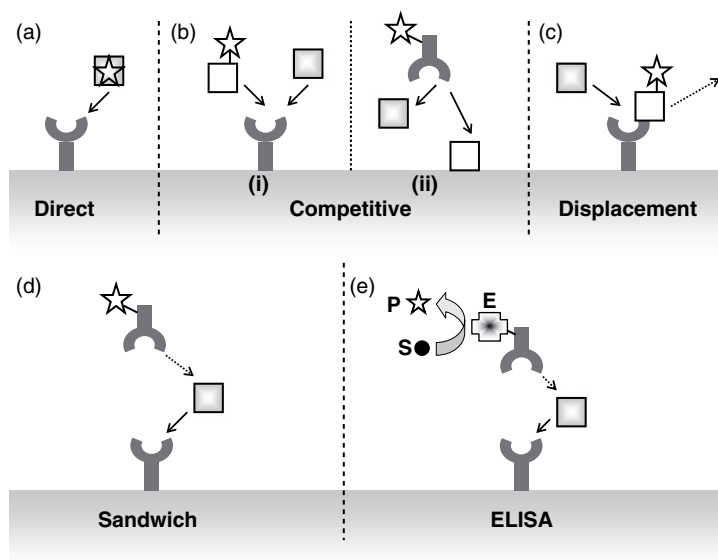 (a)
(b)
(c)
(i)
(ii)
Direct
Competitive
Displacement
(d)
(e)
P
E
S
Sandwich
ELISA